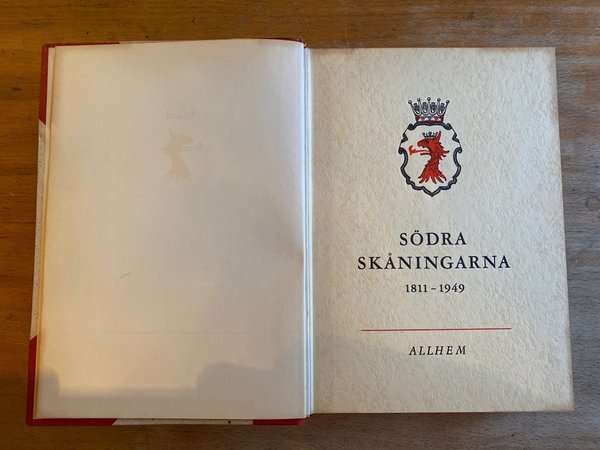 SÖDRA
SKÅNINGARNA
1811 – 1949
ALLHEM